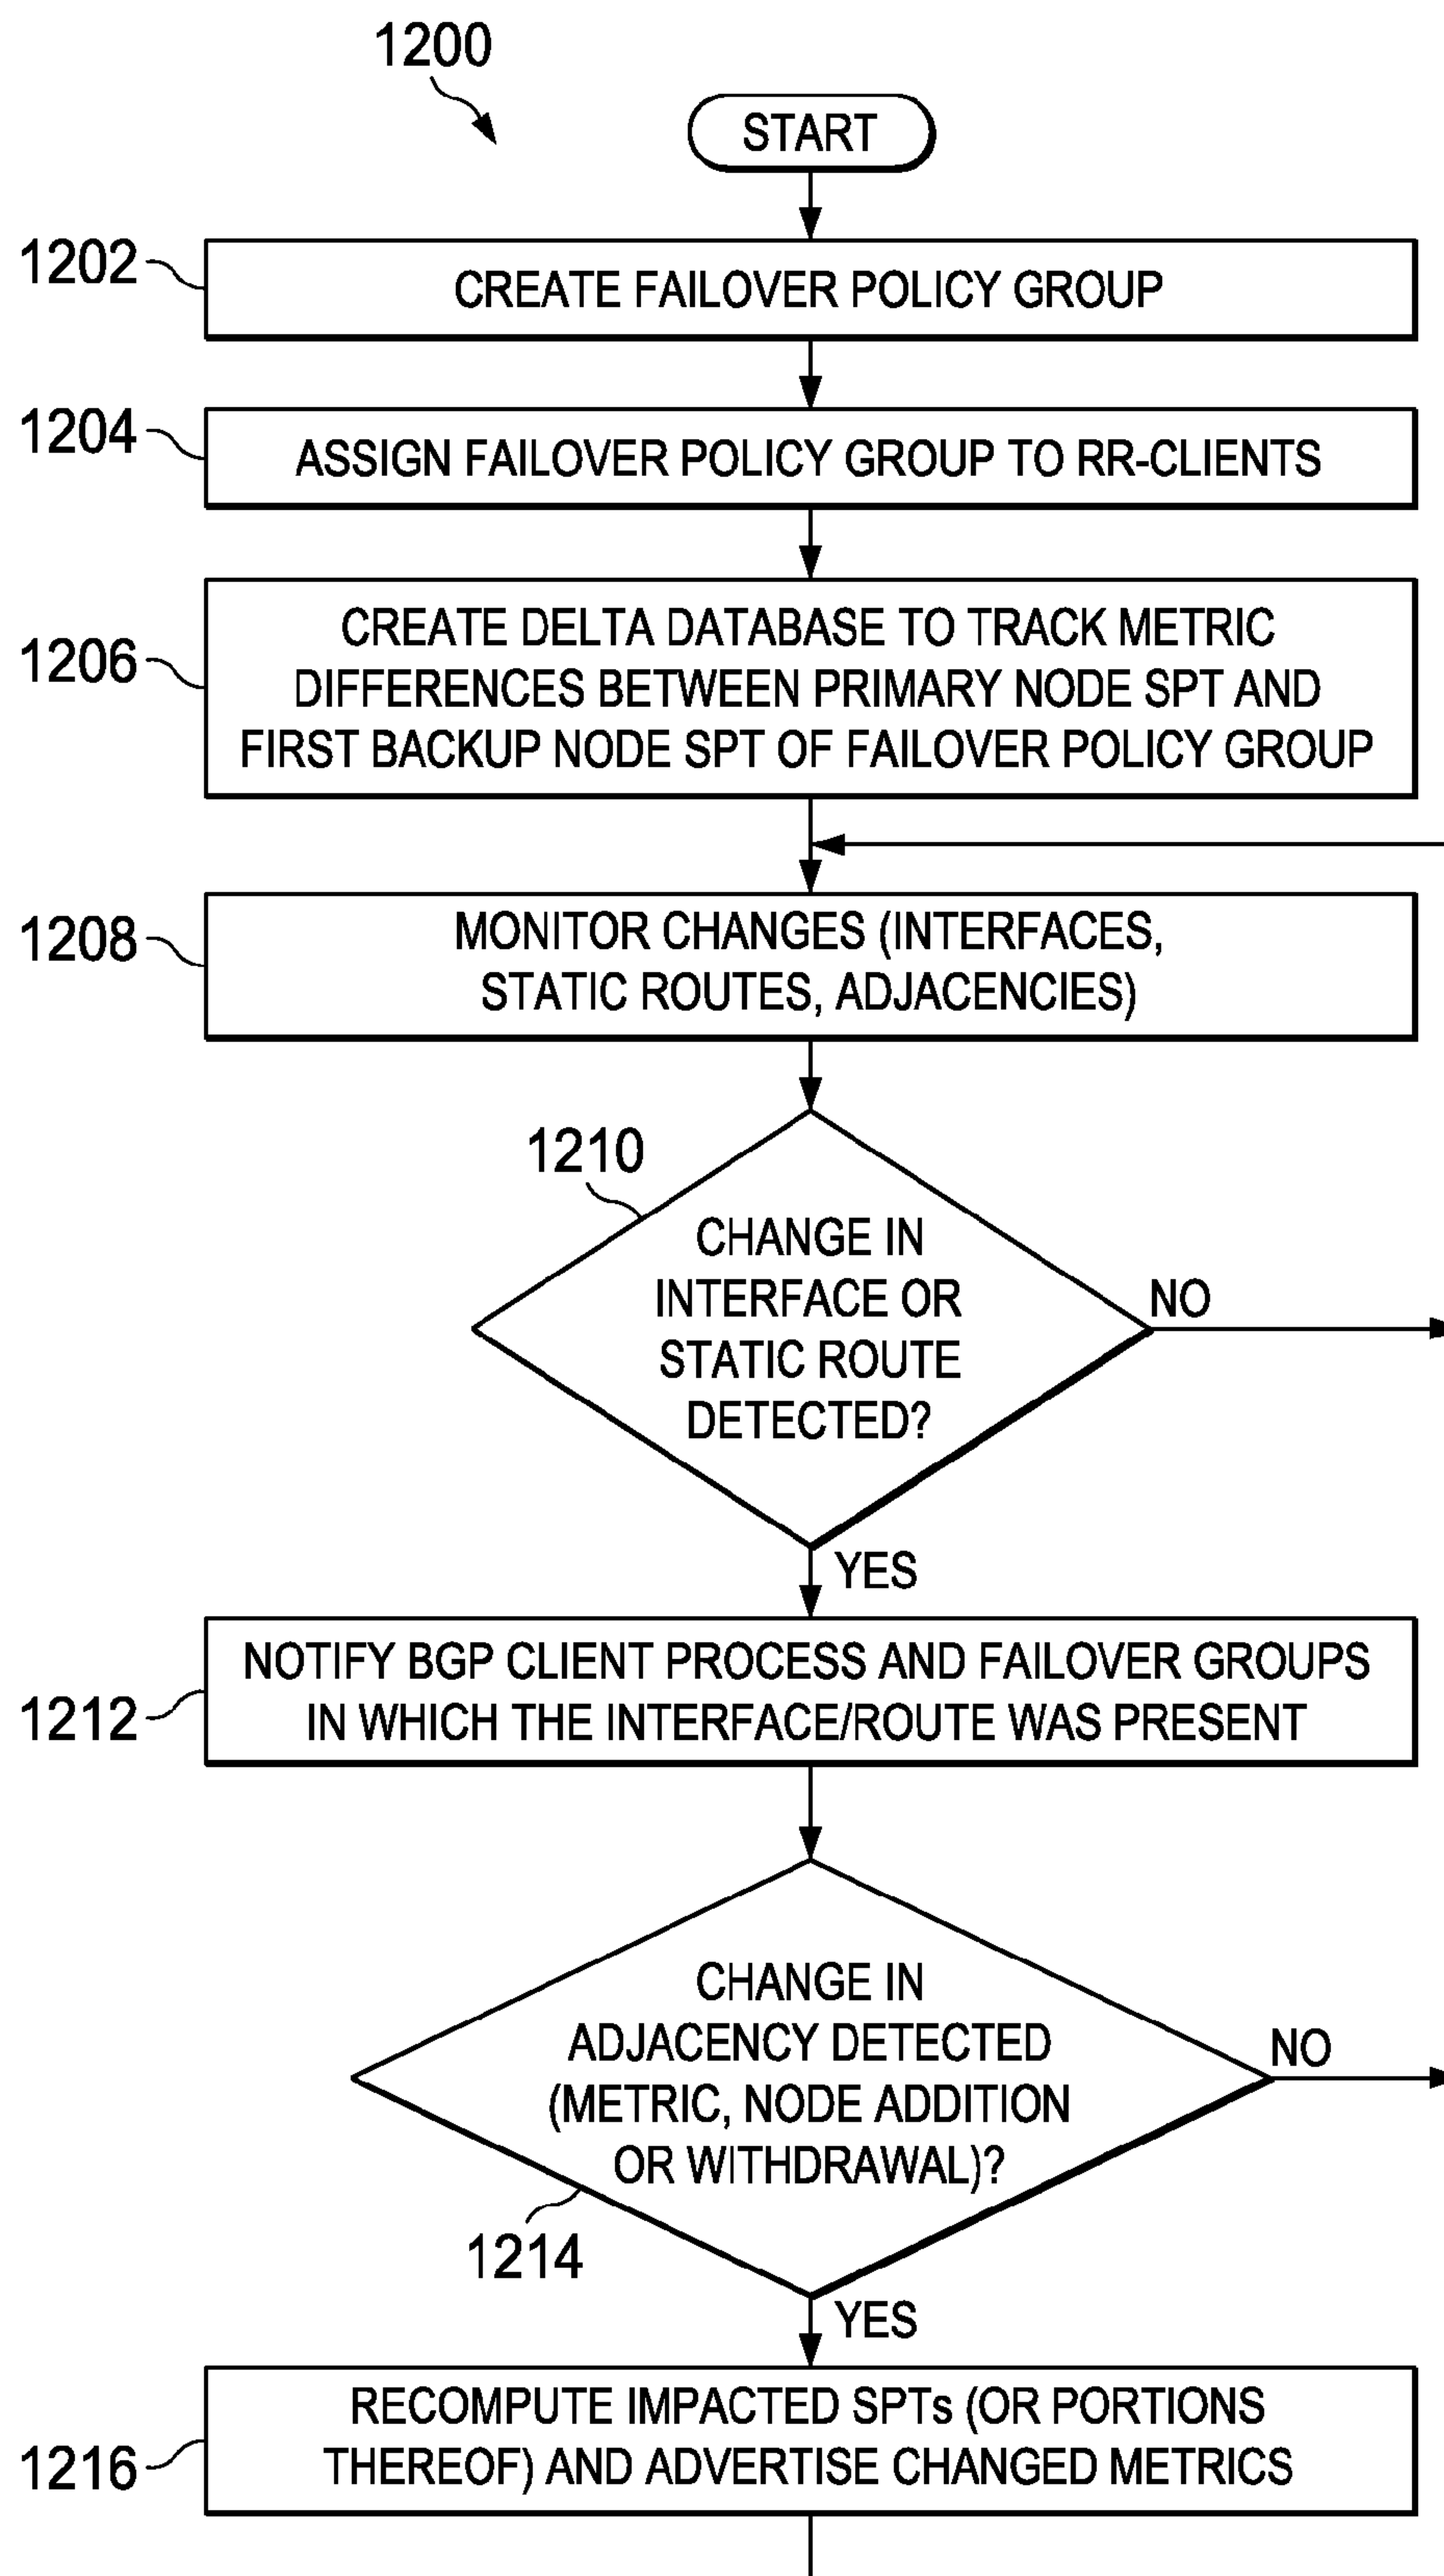 1200
START
1202
CREATE FAILOVER POLICY GROUP
1204
ASSIGN FAILOVER POLICY GROUP TO RR-CLIENTS
1206
CREATE DELTA DATABASE TO TRACK METRIC
DIFFERENCES BETWEEN PRIMARY NODE SPT AND
FIRST BACKUP NODE SPT OF FAILOVER POLICY GROUP
1208
MONITOR CHANGES (INTERFACES,
STATIC ROUTES, ADJACENCIES)
1210
CHANGE IN
INTERFACE OR
STATIC ROUTE
DETECTED?
NO
YES
1212
NOTIFY BGP CLIENT PROCESS AND FAILOVER GROUPS
IN WHICH THE INTERFACE/ROUTE WAS PRESENT
CHANGE IN
ADJACENCY DETECTED
(METRIC, NODE ADDITION
OR WITHDRAWAL)?
NO
1214
YES
1216
RECOMPUTE IMPACTED SPTs (OR PORTIONS
THEREOF) AND ADVERTISE CHANGED METRICS